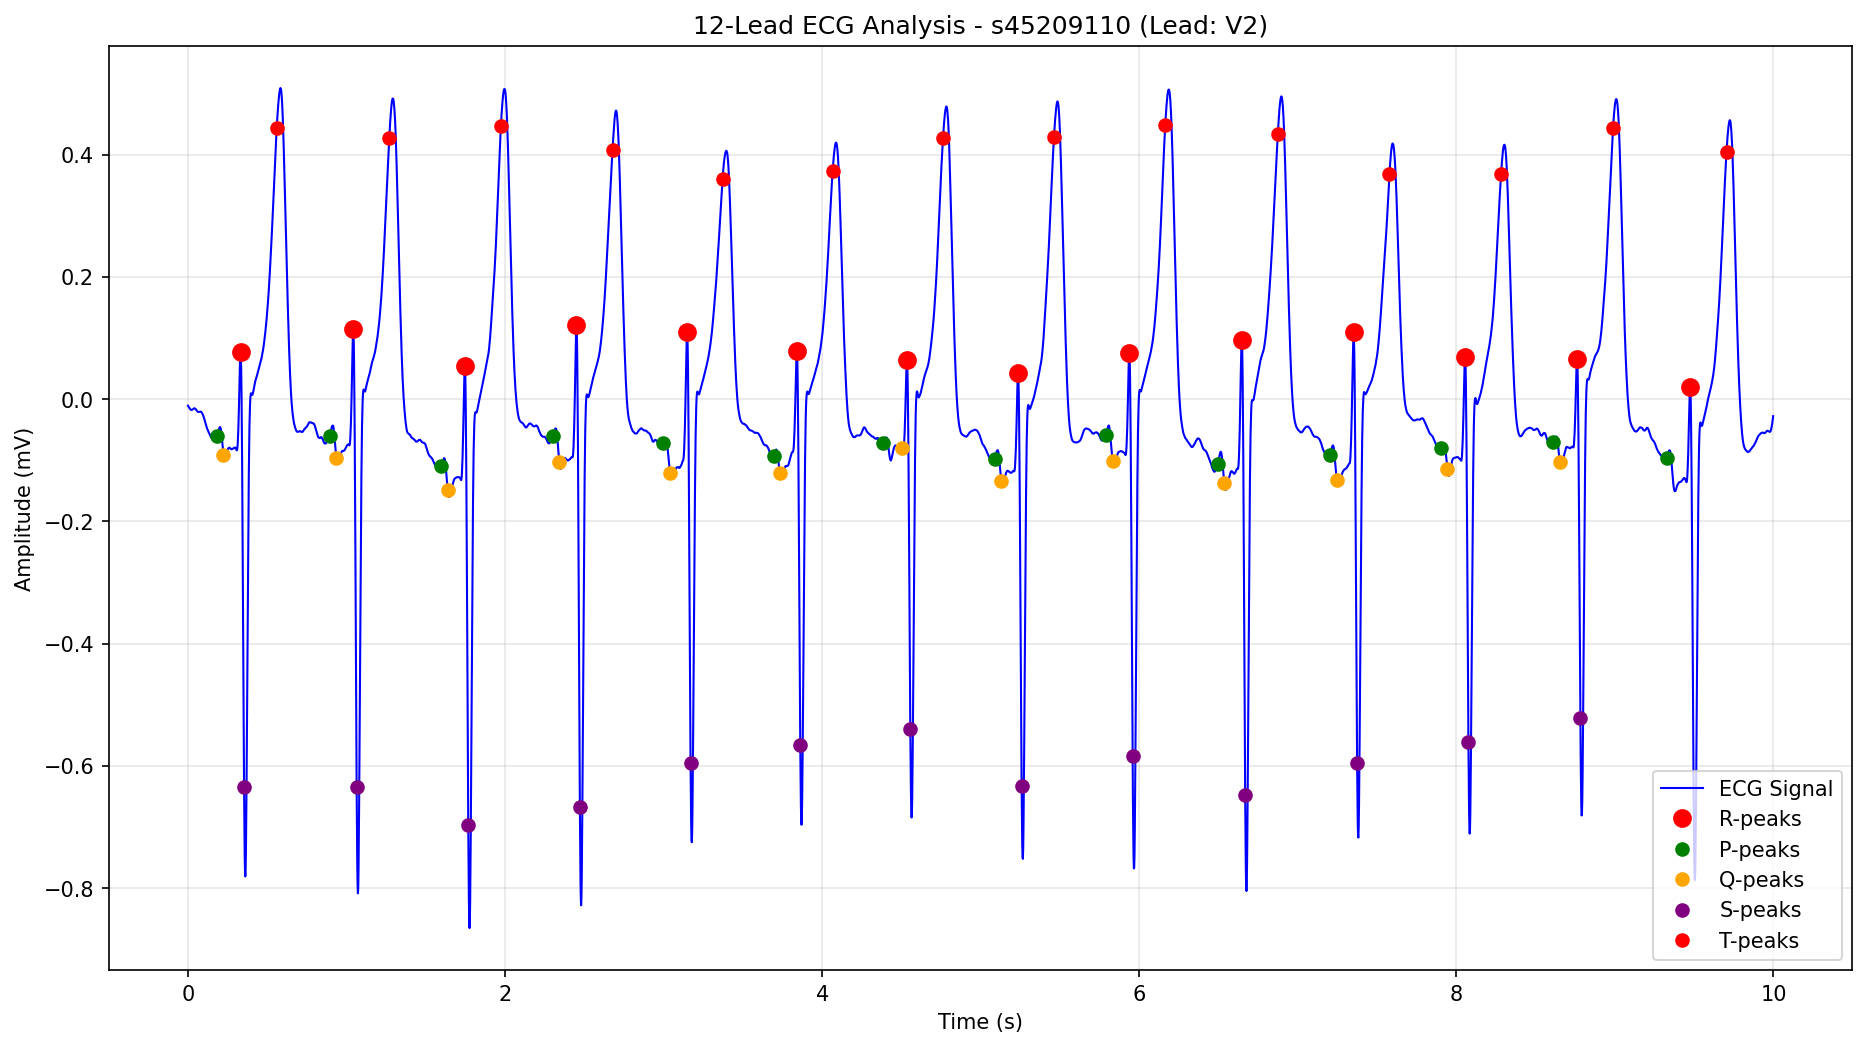 12-Lead ECG Analysis - s45209110 (Lead: V2)
Amplitude (mV)
0.4
0.2
0.0
−0.2
−0.4
−0.6
−0.8
0 2 4 6 8 10
Time (s)
ECG Signal
R-peaks
P-peaks
Q-peaks
S-peaks
T-peaks